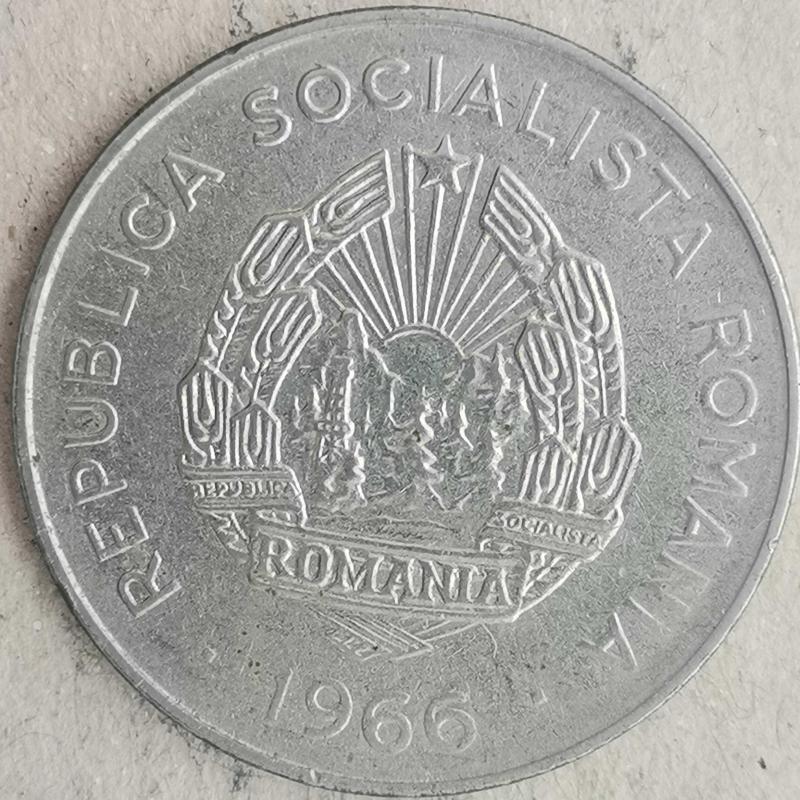 REPUBLICA SOCIALISTA ROMANIA
REPUBLICA
SOCIALISTA
ROMANIA
1966